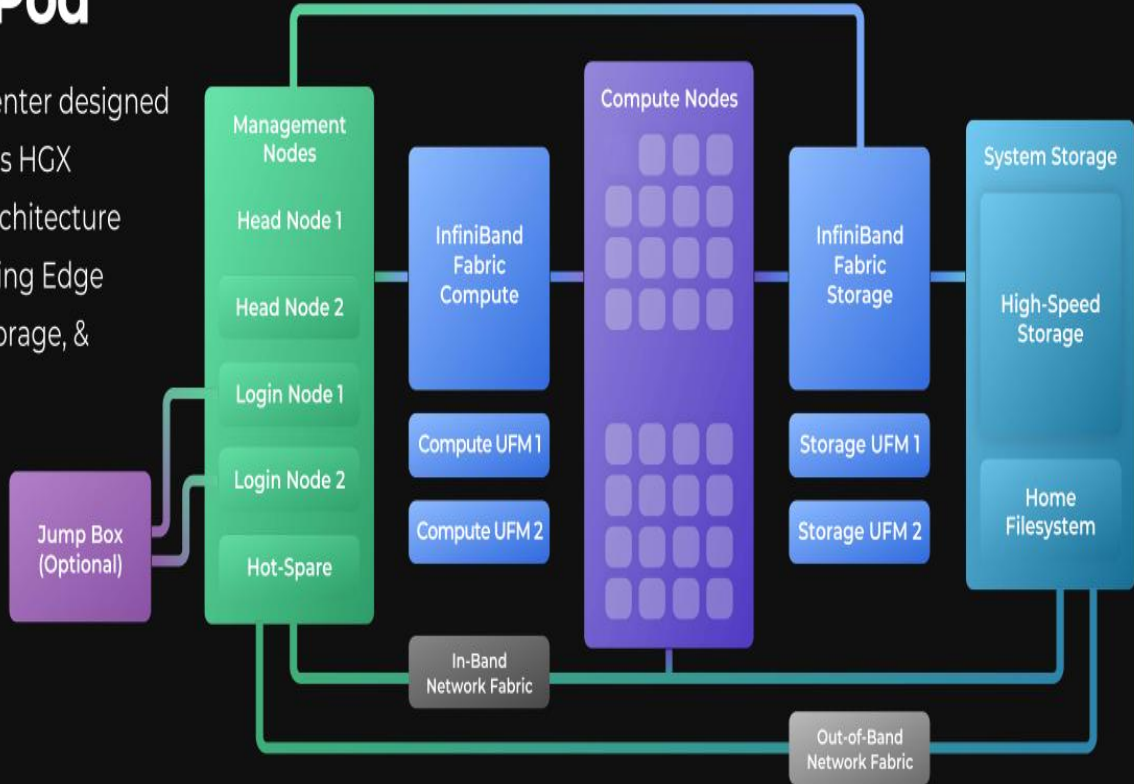 Pod
enter designed
s HGX
chitecture
ing Edge
orage, &
Management
Nodes
Head Node 1
Head Node 2
Login Node 1
Login Node 2
Hot-Spare
Jump Box
(Optional)
InfiniBand
Fabric
Compute
Compute UFM 1
Compute UFM 2
Compute Nodes
InfiniBand
Fabric
Storage
Storage UFM 1
Storage UFM 2
System Storage
High-Speed
Storage
Home
Filesystem
In-Band
Network Fabric
Out-of-Band
Network Fabric